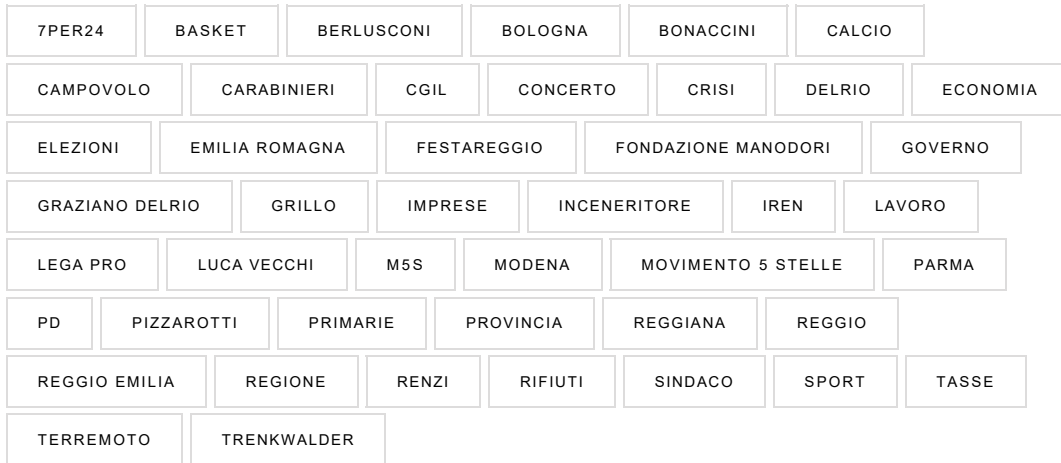 7PER24 BASKET BERLUSCONI BOLOGNA BONACCINI CALCIO
CAMPOVOLO CARABINIERI CGIL CONCERTO CRISI DELRIO ECONOMIA
ELEZIONI EMILIA ROMAGNA FESTAREGGIO FONDAZIONE MANODORI GOVERNO
GRAZIANO DELRIO GRILLO IMPRESE INCENERITORE IREN LAVORO
LEGA PRO LUCA VECCHI M5S MODENA MOVIMENTO 5 STELLE PARMA
PD PIZZAROTTI PRIMARIE PROVINCIA REGGIANA REGGIO
REGGIO EMILIA REGIONE RENZI RIFIUTI SINDACO SPORT TASSE
TERREMOTO TRENKWALDER